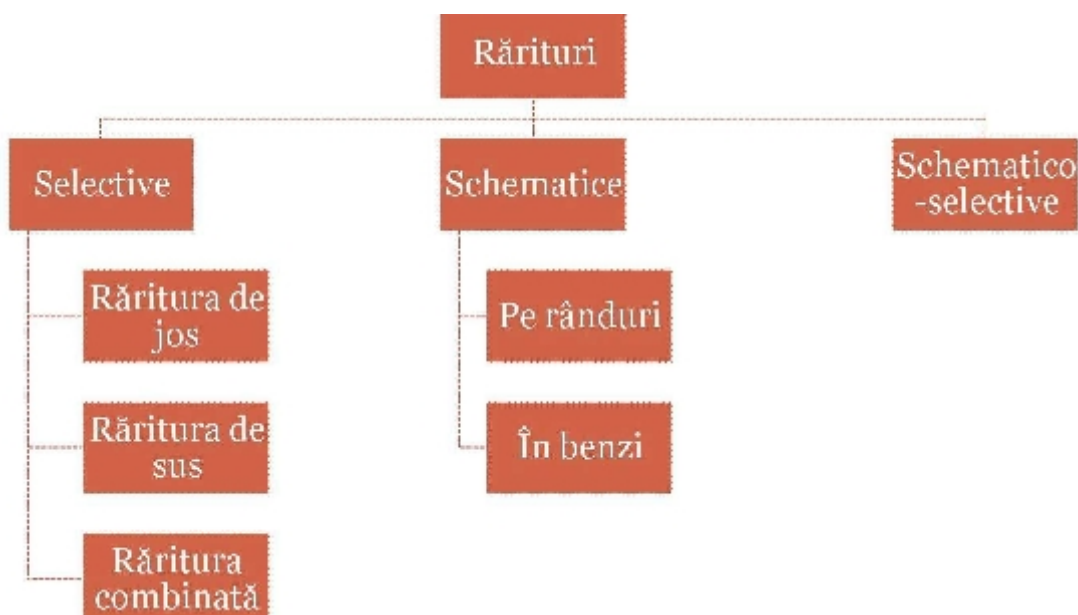 Rărituri
Selective
Schematice
Schematico
-selective
Răritura de
jos
Pe rânduri
Răritura de
sus
În benzi
Răritura
combinată